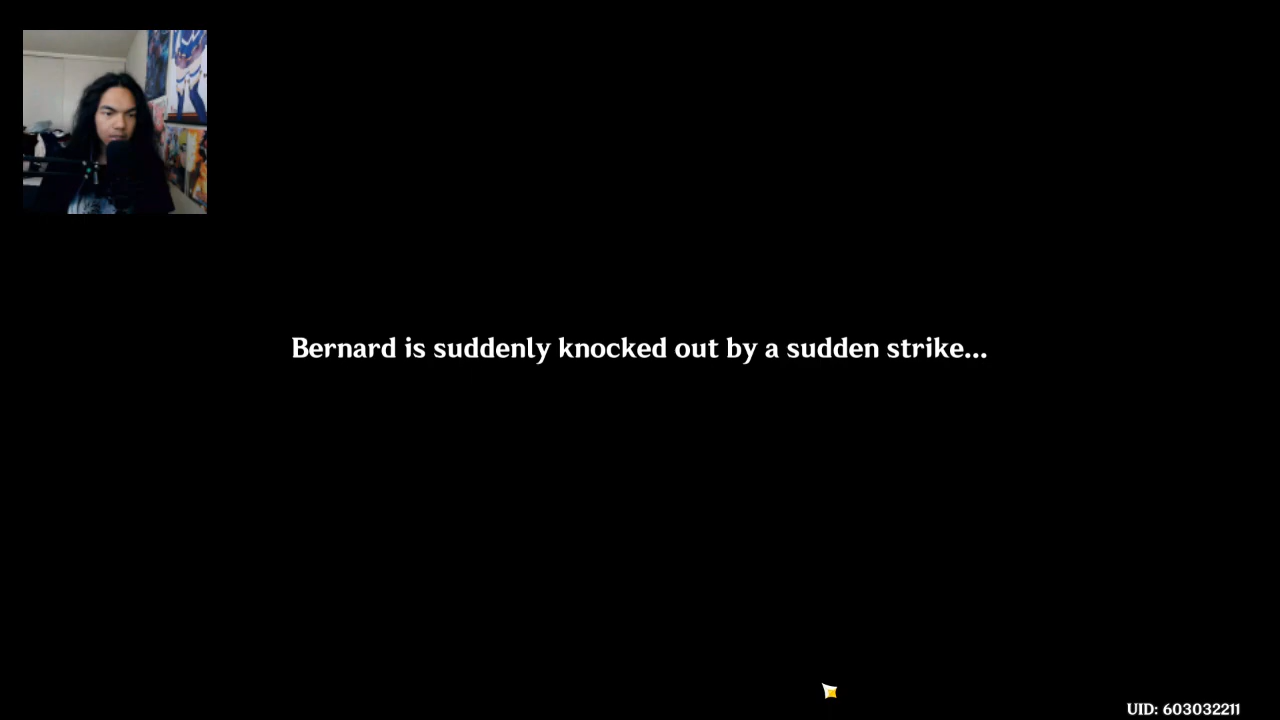 Bernard is suddenly knocked out by a sudden strike...
UID: 603032211